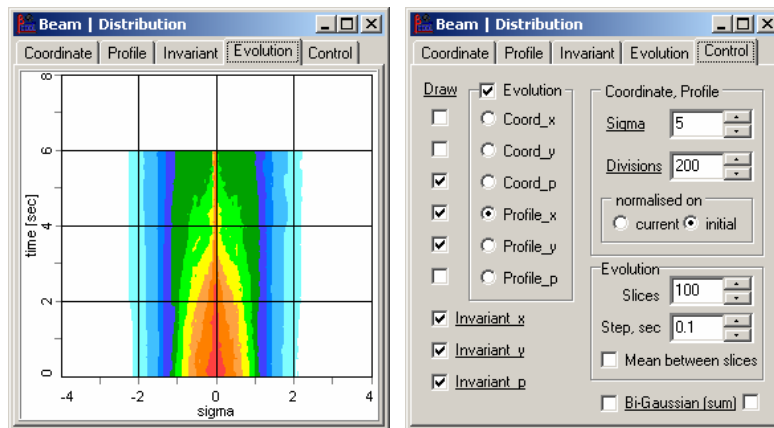 Beam | Distribution
Coordinate Profile Invariant Evolution Control
8
6
4
2
0
time [sec]
-4 -2 0 2 4
sigma
Beam | Distribution
Coordinate Profile Invariant Evolution Control
Draw
Evolution
Coord_x
Coord_y
Coord_p
Profile_x
Profile_y
Profile_p
Invariant_x
Invariant_y
Invariant_p
Coordinate, Profile
Sigma 5
Divisions 200
normalised on
current initial
Evolution
Slices 100
Step, sec 0.1
Mean between slices
Bi-Gaussian (sum)